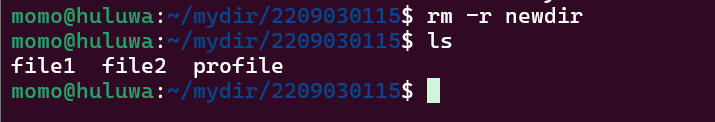 momo@huluwa:~/mydir/2209030115$ rm -r newdir
momo@huluwa:~/mydir/2209030115$ ls
file1  file2  profile
momo@huluwa:~/mydir/2209030115$